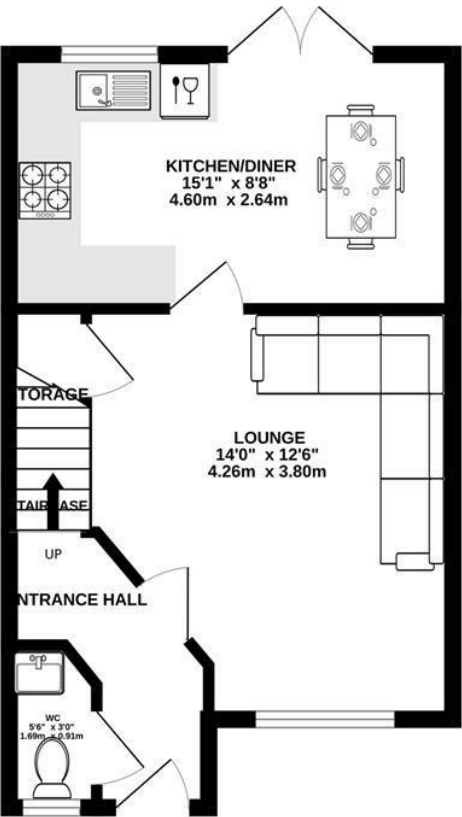 KITCHEN/DINER
15'1" x 8'8"
4.60m x 2.64m
TORAGE
LOUNGE
14'0" x 12'6"
4.26m x 3.80m
TAIRCASE
UP
NTRANCE HALL
WC
5'6" x 3'0"
1.69m x 0.91m